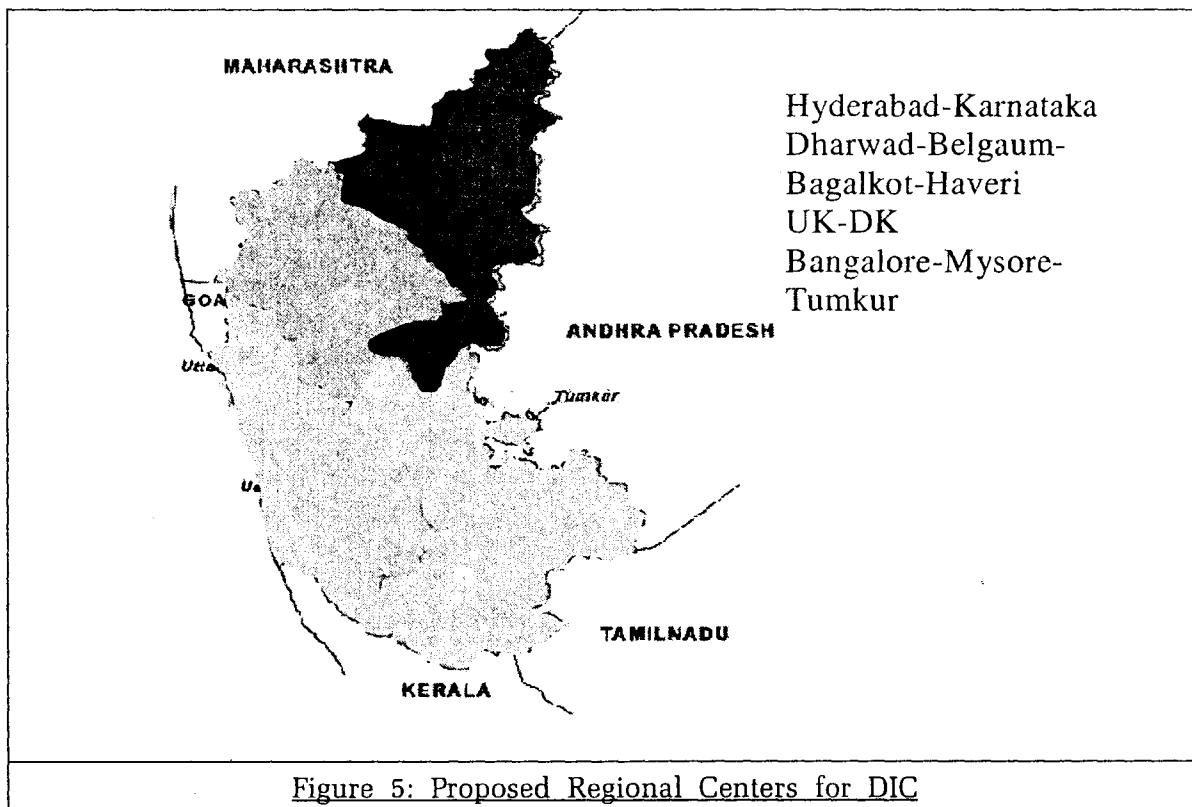 MAHARASHTRA
Hyderabad-Karnataka
Dharwad-Belgaum-
Bagalkot-Haveri
UK-DK
Bangalore-Mysore-
Tumkur
GOA
ANDHRA PRADESH
Tumkur
TAMILNADU
KERALA
Figure 5: Proposed Regional Centers for DIC